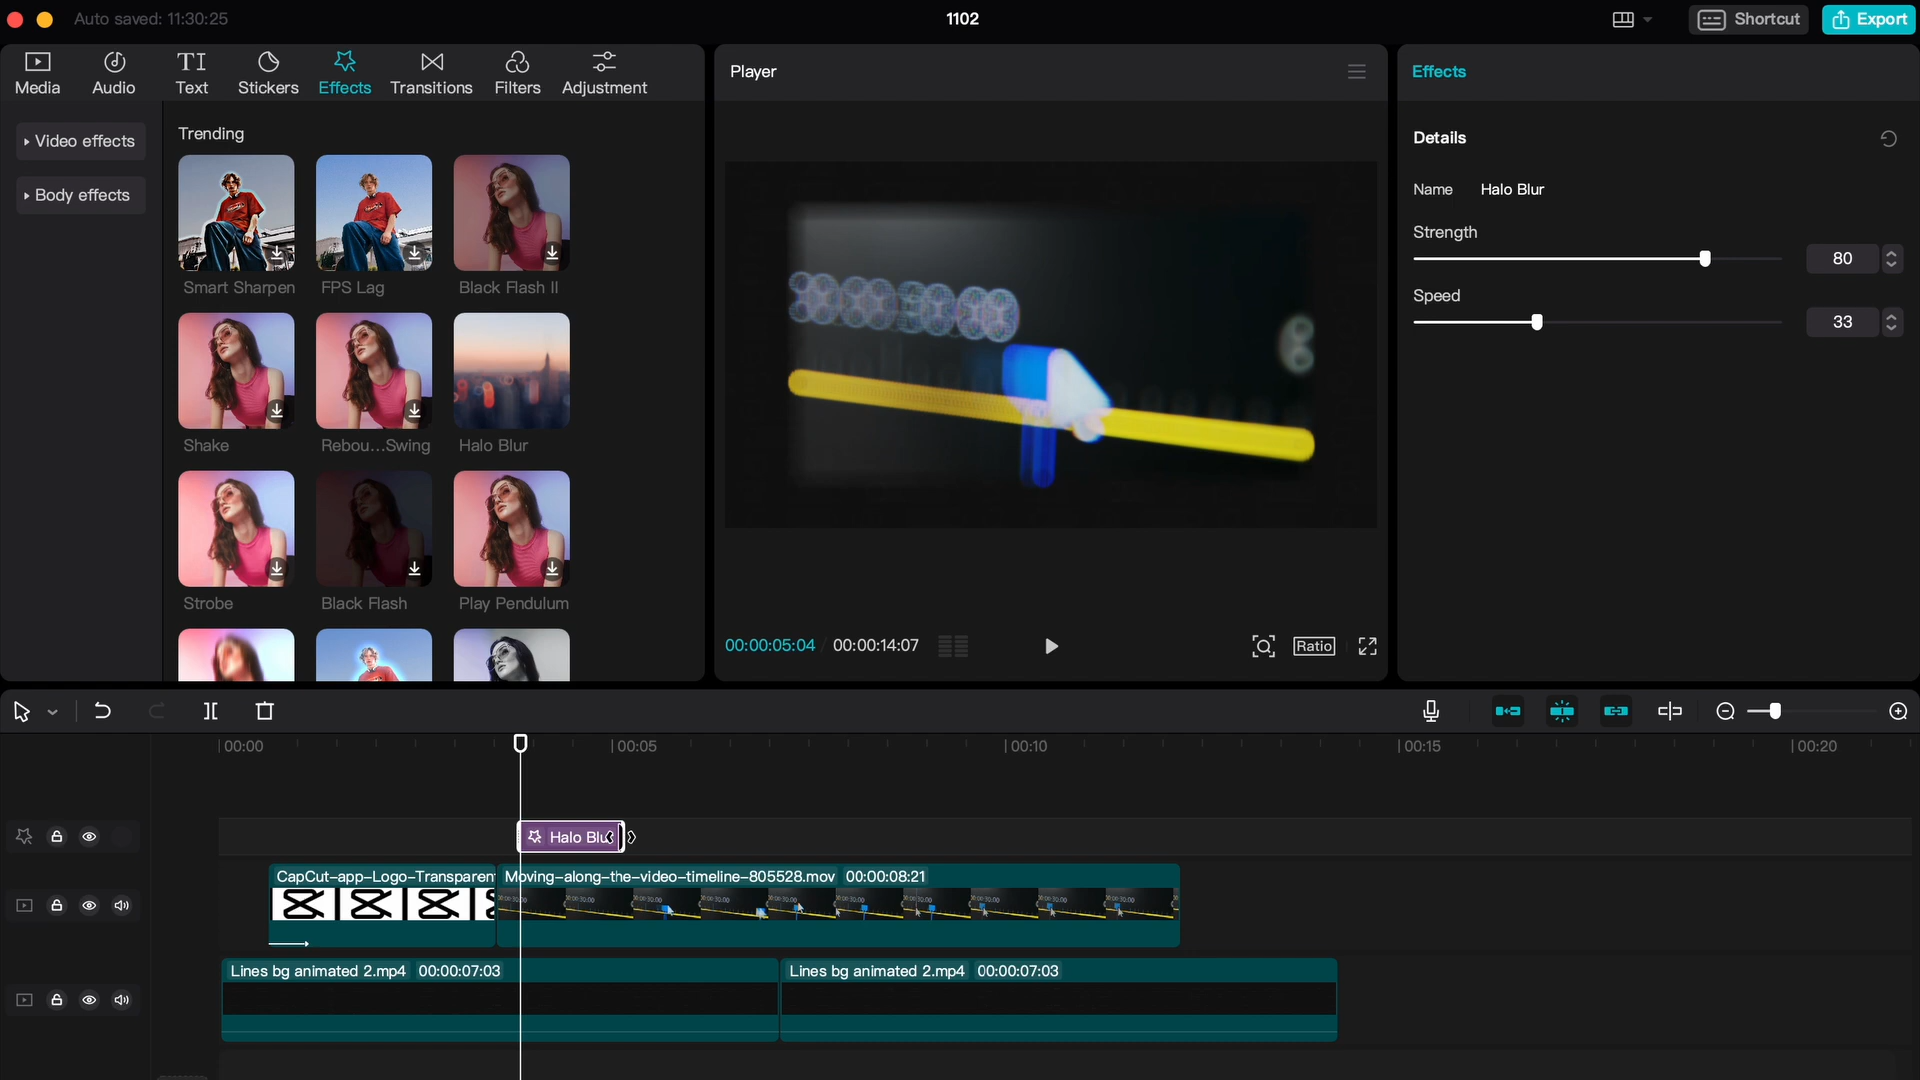 Auto saved: 11:30:25
1102
Shortcut
Export
Media
Audio
Text
Stickers
Effects
Transitions
Filters
Adjustment
Video effects
Body effects
Trending
Smart Sharpen
FPS Lag
Black Flash II
Shake
Rebou...Swing
Halo Blur
Strobe
Black Flash
Play Pendulum
Player
00:00:05:04 / 00:00:14:07
Ratio
Effects
Details
Name Halo Blur
Strength
80
Speed
33
00:00
00:05
00:10
00:15
00:20
Halo Blu
CapCut-app-Logo-Transparen
Moving-along-the-video-timeline-805528.mov 00:00:08:21
Lines bg animated 2.mp4 00:00:07:03
Lines bg animated 2.mp4 00:00:07:03